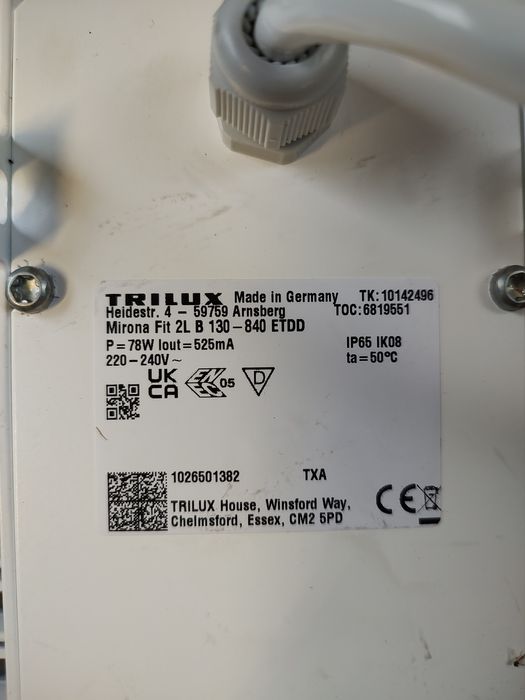 TRILUX Made in Germany TK: 10142496
Heidestr. 4 – 59759 Arnsberg TOC: 6819551
Mirona Fit 2L B 130–840 ETDD
P=78W Iout=525mA IP65 IK08
220–240V~ ta=50°C
UK CA EN EC 05 D
1026501382 TXA
TRILUX House, Winsford Way,
Chelmsford, Essex, CM2 5PD
CE